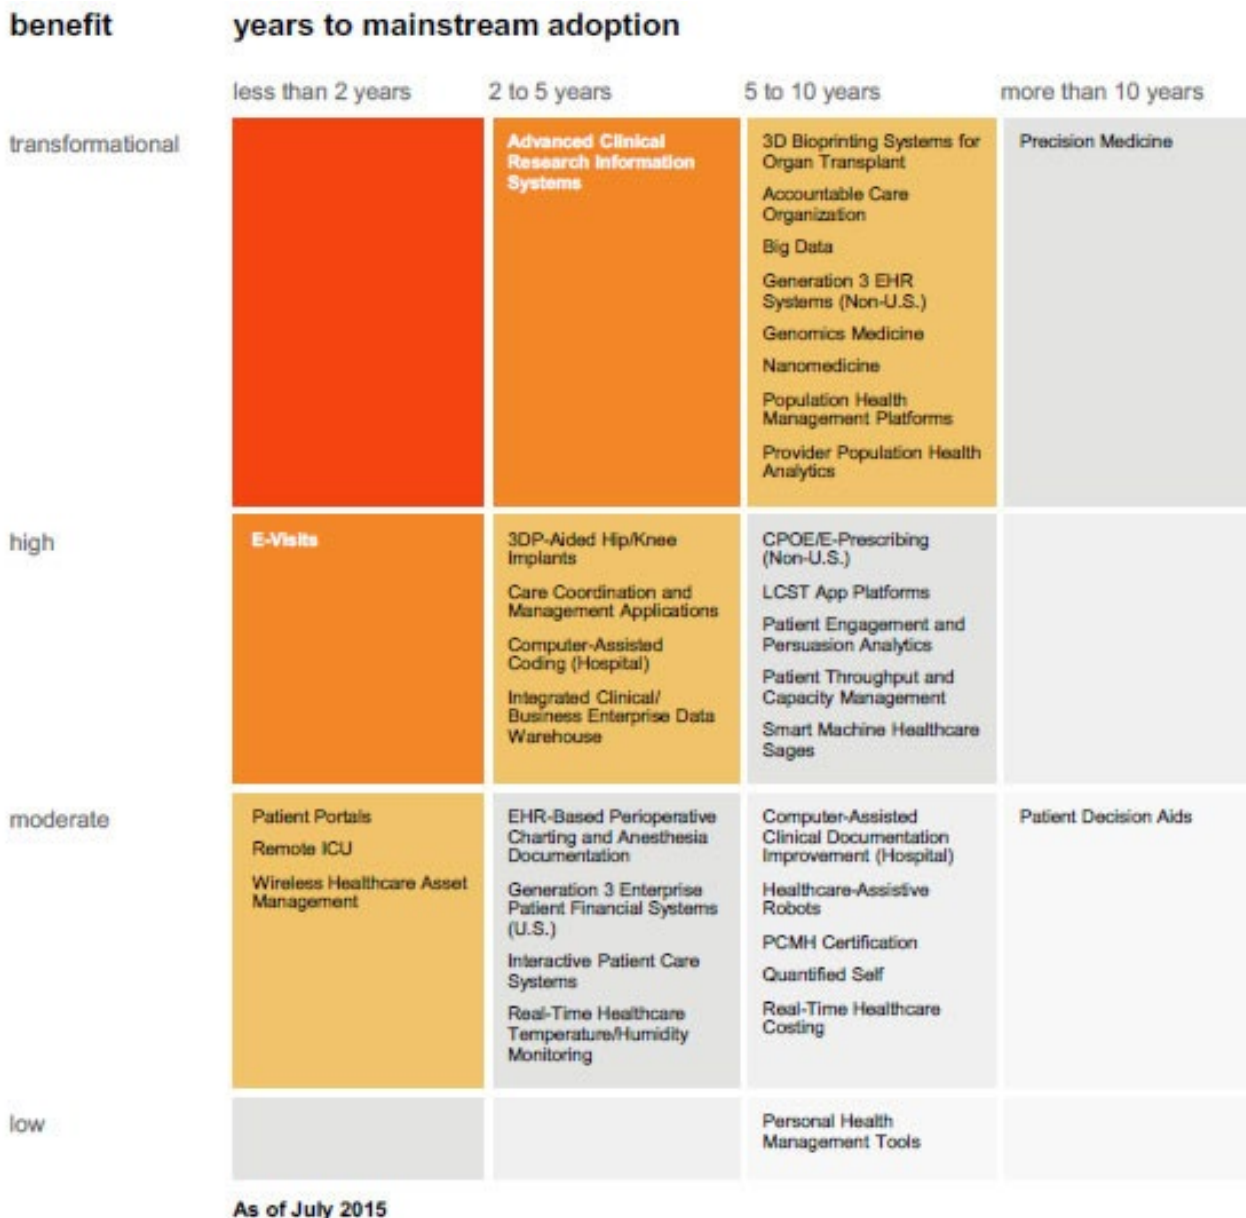 benefit
years to mainstream adoption
less than 2 years
2 to 5 years
5 to 10 years
more than 10 years
transformational
Advanced Clinical
Research Information
Systems
3D Bioprinting Systems for
Organ Transplant
Accountable Care
Organization
Big Data
Generation 3 EHR
Systems (Non-U.S.)
Genomics Medicine
Nanomedicine
Population Health
Management Platforms
Provider Population Health
Analytics
Precision Medicine
high
E-Visits
3DP-Aided Hip/Knee
Implants
Care Coordination and
Management Applications
Computer-Assisted
Coding (Hospital)
Integrated Clinical/
Business Enterprise Data
Warehouse
CPOE/E-Prescribing
(Non-U.S.)
LCST App Platforms
Patient Engagement and
Persuasion Analytics
Patient Throughput and
Capacity Management
Smart Machine Healthcare
Sages
moderate
Patient Portals
Remote ICU
Wireless Healthcare Asset
Management
EHR-Based Perioperative
Charting and Anesthesia
Documentation
Generation 3 Enterprise
Patient Financial Systems
(U.S.)
Interactive Patient Care
Systems
Real-Time Healthcare
Temperature/Humidity
Monitoring
Computer-Assisted
Clinical Documentation
Improvement (Hospital)
Healthcare-Assistive
Robots
PCMH Certification
Quantified Self
Real-Time Healthcare
Costing
Patient Decision Aids
low
Personal Health
Management Tools
As of July 2015